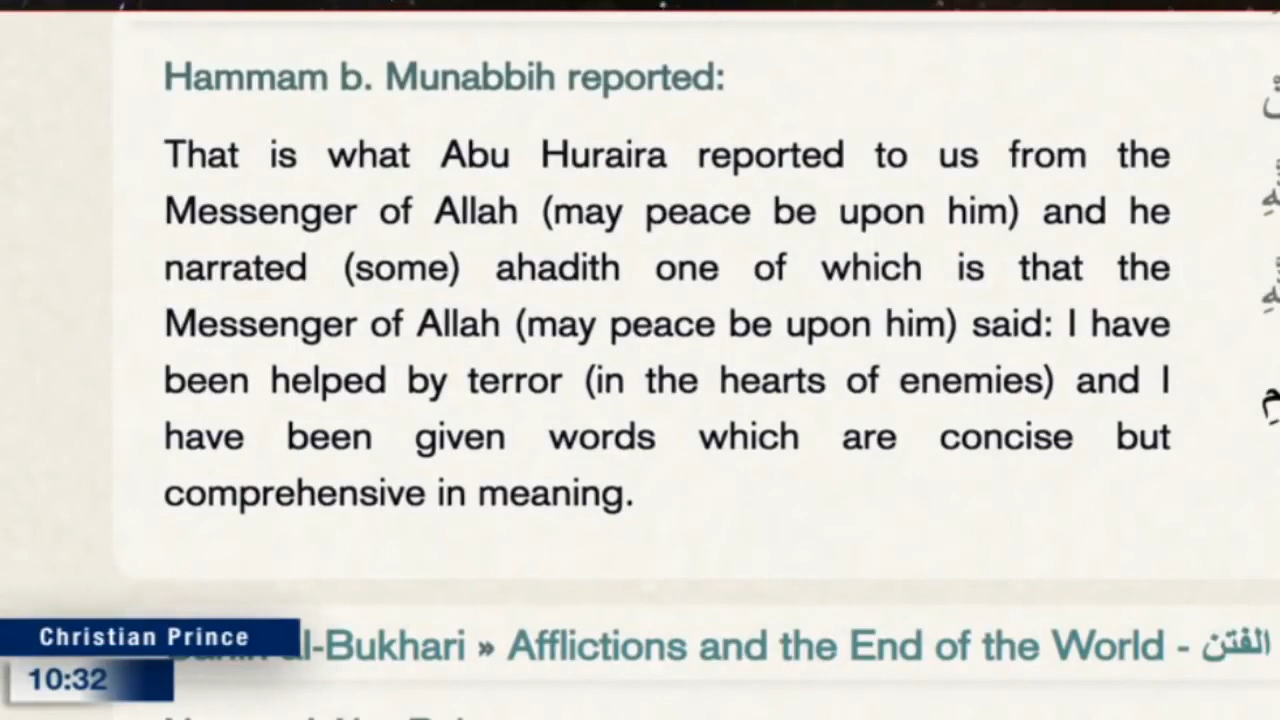 Hammam b. Munabbih reported:
That is what Abu Huraira reported to us from the
Messenger of Allah (may peace be upon him) and he
narrated (some) ahadith one of which is that the
Messenger of Allah (may peace be upon him) said: I have
been helped by terror (in the hearts of enemies) and I
have been given words which are concise but
comprehensive in meaning.
Christian Prince
al-Bukhari » Afflictions and the End of the World - الفتن
10:32